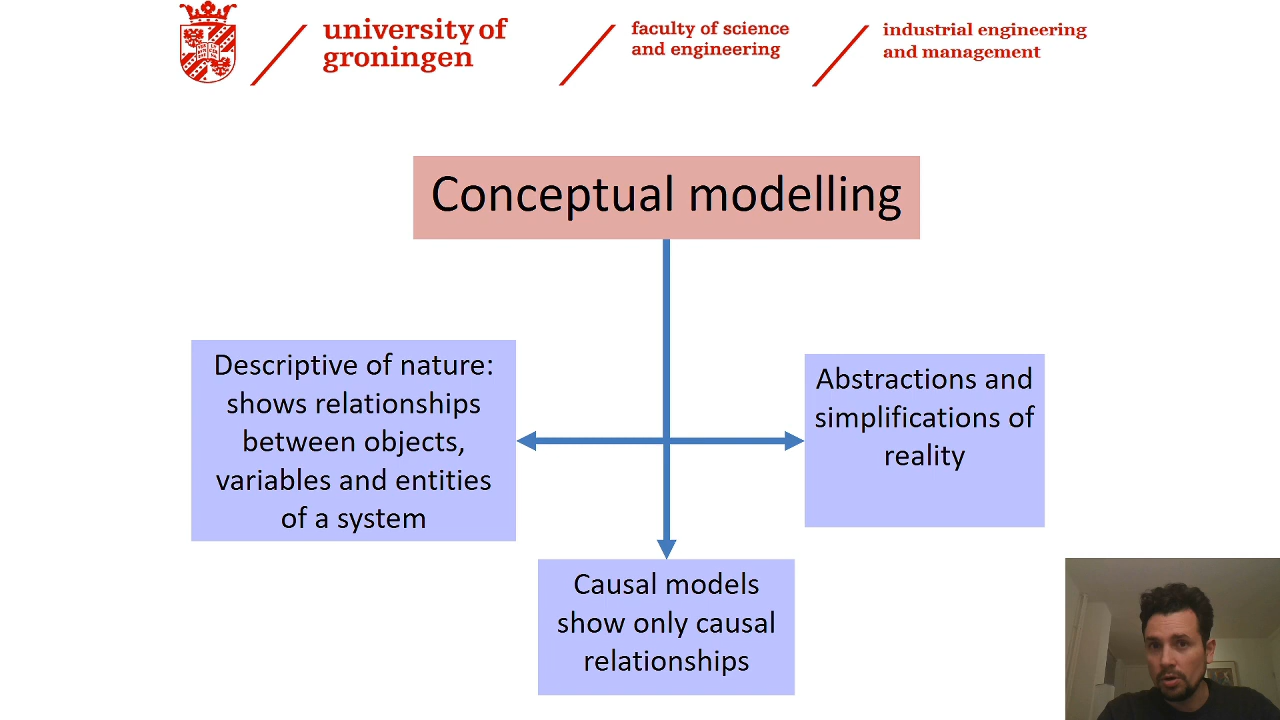 university of
groningen
faculty of science
and engineering
industrial engineering
and management
Conceptual modelling
Descriptive of nature:
shows relationships
between objects,
variables and entities
of a system
Abstractions and
simplifications of
reality
Causal models
show only causal
relationships